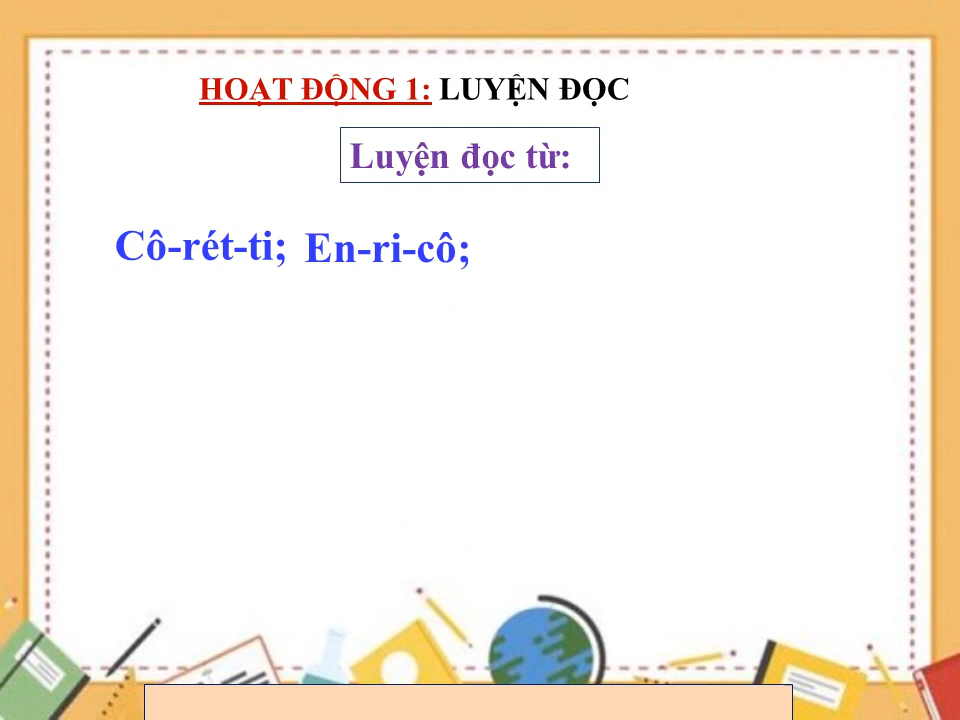 HOẠT ĐỘNG 1: LUYỆN ĐỌC
Luyện đọc từ:
Cô-rét-ti; En-ri-cô;